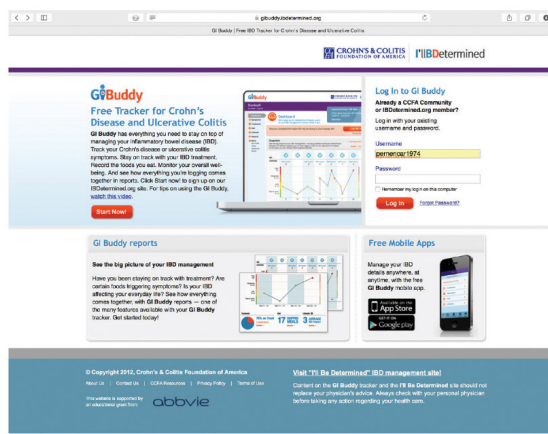 gibuddy.ibdetermined.org
GI Buddy | Free IBD Tracker for Crohn's Disease and Ulcerative Colitis
CROHN'S & COLITIS
FOUNDATION OF AMERICA
I'llBDetermined
GiBuddy
Free Tracker for Crohn's
Disease and Ulcerative Colitis
GI Buddy has everything you need to stay on top of
managing your inflammatory bowel disease (IBD).
Track your Crohn's disease or ulcerative colitis
symptoms. Stay on track with your IBD treatment.
Record the foods you eat. Monitor your overall well-
being. And see how everything you're logging comes
together in reports. Click Start now! to sign up on our
IBDetermined.org site. For tips on using the GI Buddy,
watch this video.
Start Now!
Log In to GI Buddy
Already a CCFA Community
or IBDetermined.org member?
Log in with your existing
username and password.
Username
Password
Remember my login on this computer
Log In
Forgot Password?
GI Buddy reports
See the big picture of your IBD management
Have you been staying on track with treatment? Are
certain foods triggering symptoms? Is your IBD
affecting your everyday life? See how everything
comes together, with GI Buddy reports — one of
the many features available with your GI Buddy
tracker. Get started today!
17
3
Free Mobile Apps
Manage your IBD
details anywhere, at
anytime, with the free
GI Buddy mobile app.
Available on the
App Store
GET IT ON
Google play
© Copyright 2012, Crohn's & Colitis Foundation of America
About Us | Contact Us | CCFA Resources | Privacy Policy | Terms of Use
This website is supported by
an educational grant from:
abbvie
Visit "I'll Be Determined" IBD management site!
Content on the GI Buddy tracker and the I'll Be Determined site should not
replace your physician's advice. Always check with your personal physician
before taking any action regarding your health care.